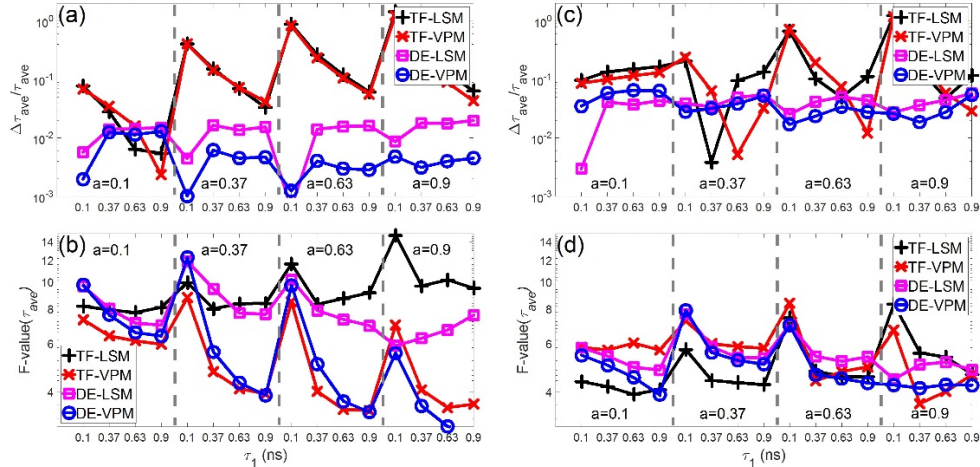 (a)
TF-LSM
TF-VPM
DE-LSM
DE-VPM
10⁰
10⁻¹
10⁻²
10⁻³
Δτave/τave
a=0.1 a=0.37 a=0.63 a=0.9
0.1 0.37 0.63 0.9 0.1 0.37 0.63 0.9 0.1 0.37 0.63 0.9 0.1 0.37 0.63 0.9
(c)
TF-LSM
TF-VPM
DE-LSM
DE-VPM
10⁰
10⁻¹
10⁻²
10⁻³
Δτave/τave
a=0.1 a=0.37 a=0.63 a=0.9
0.1 0.37 0.63 0.9 0.1 0.37 0.63 0.9 0.1 0.37 0.63 0.9 0.1 0.37 0.63 0.9
(b)
a=0.1 a=0.37 a=0.63 a=0.9
14
12
10
8
6
4
F-value(τave)
TF-LSM
TF-VPM
DE-LSM
DE-VPM
0.1 0.37 0.63 0.9 0.1 0.37 0.63 0.9 0.1 0.37 0.63 0.9 0.1 0.37 0.63 0.9
τ₁ (ns)
(d)
TF-LSM
TF-VPM
DE-LSM
DE-VPM
14
12
10
8
6
4
F-value(τave)
a=0.1 a=0.37 a=0.63 a=0.9
0.1 0.37 0.63 0.9 0.1 0.37 0.63 0.9 0.1 0.37 0.63 0.9 0.1 0.37 0.63 0.9
τ₁ (ns)